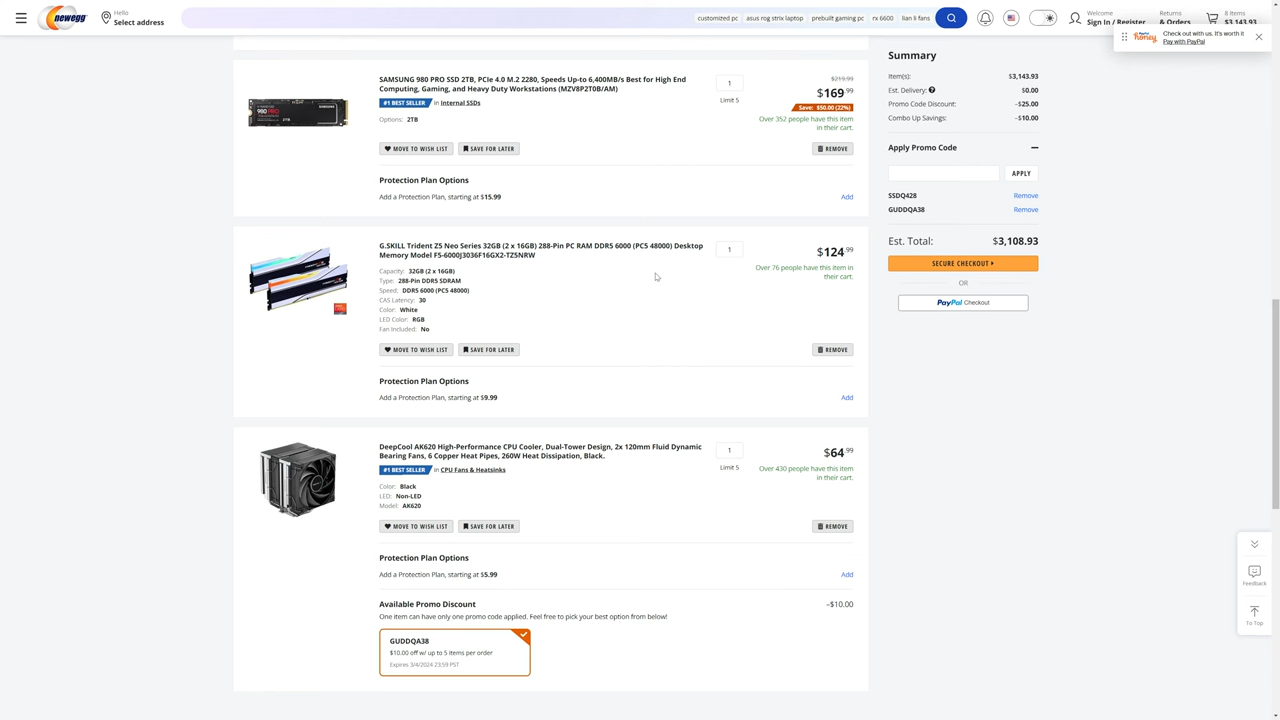 newegg
Hello
Select address
customized pc
asus rog strix laptop
prebuilt gaming pc
rx 6600
lian li fans
Welcome
Sign In / Register
Returns
& Orders
8 Items
$3,143.93
PayPal
honey
Check out with us. It's worth it
Pay with PayPal
SAMSUNG 980 PRO SSD 2TB, PCIe 4.0 M.2 2280, Speeds Up-to 6,400MB/s Best for High End
Computing, Gaming, and Heavy Duty Workstations (MZV8P2T0B/AM)
#1 BEST SELLER in Internal SSDs
Options: 2TB
1
Limit 5
$219.99
$169.99
Save: $50.00 (22%)
Over 352 people have this item
in their cart.
SAMSUNG
980 PRO
2TB
MOVE TO WISH LIST
SAVE FOR LATER
REMOVE
Protection Plan Options
Add a Protection Plan, starting at $15.99
Add
G.SKILL Trident Z5 Neo Series 32GB (2 x 16GB) 288-Pin PC RAM DDR5 6000 (PC5 48000) Desktop
Memory Model F5-6000J3036F16GX2-TZ5NRW
Capacity: 32GB (2 x 16GB)
Type: 288-Pin DDR5 SDRAM
Speed: DDR5 6000 (PC5 48000)
CAS Latency: 30
Color: White
LED Color: RGB
Fan Included: No
1
$124.99
Over 76 people have this item in
their cart.
MOVE TO WISH LIST
SAVE FOR LATER
REMOVE
Protection Plan Options
Add a Protection Plan, starting at $9.99
Add
DeepCool AK620 High-Performance CPU Cooler, Dual-Tower Design, 2x 120mm Fluid Dynamic
Bearing Fans, 6 Copper Heat Pipes, 260W Heat Dissipation, Black.
#1 BEST SELLER in CPU Fans & Heatsinks
Color: Black
LED: Non-LED
Model: AK620
1
Limit 5
$64.99
Over 430 people have this item
in their cart.
MOVE TO WISH LIST
SAVE FOR LATER
REMOVE
Protection Plan Options
Add a Protection Plan, starting at $5.99
Add
Available Promo Discount
–$10.00
One item can have only one promo code applied. Feel free to pick your best option from below!
GUDDQA38
$10.00 off w/ up to 5 items per order
Expires 3/4/2024 23:59 PST
Summary
Item(s): $3,143.93
Est. Delivery: $0.00
Promo Code Discount: –$25.00
Combo Up Savings: –$10.00
Apply Promo Code
APPLY
SSDQ428 Remove
GUDDQA38 Remove
Est. Total: $3,108.93
SECURE CHECKOUT
OR
PayPal Checkout
Feedback
To Top